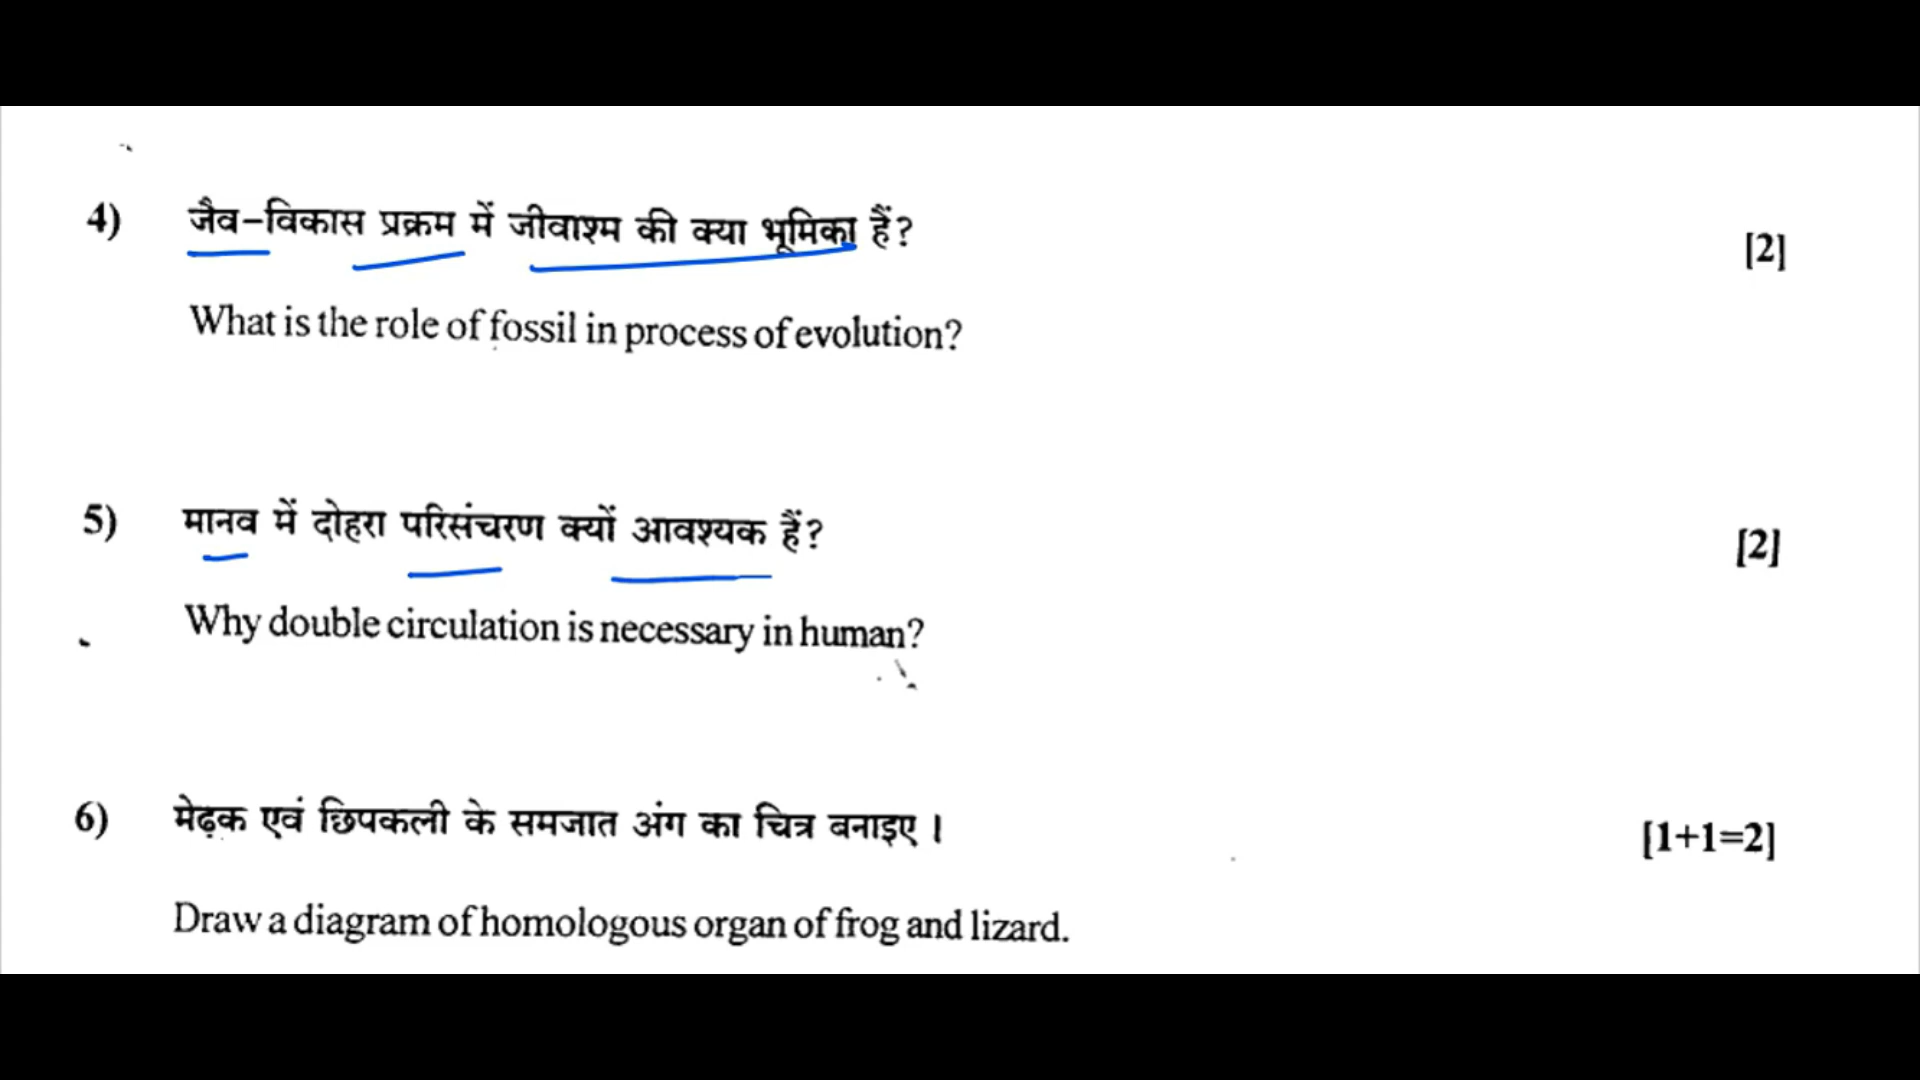 4) जैव-विकास प्रक्रम में जीवाश्म की क्या भूमिका हैं? [2]
What is the role of fossil in process of evolution?
5) मानव में दोहरा परिसंचरण क्यों आवश्यक हैं? [2]
Why double circulation is necessary in human?
6) मेढ़क एवं छिपकली के समजात अंग का चित्र बनाइए । [1+1=2]
Draw a diagram of homologous organ of frog and lizard.